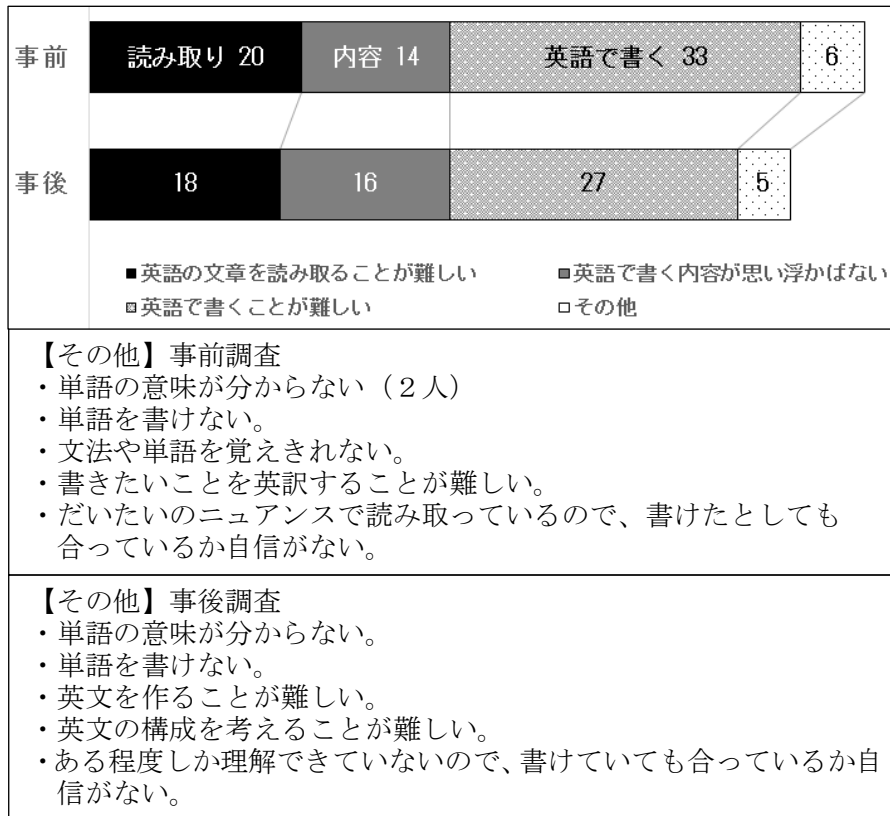 事前 読み取り 20 内容 14 英語で書く 33 6
事後 18 16 27 5
■英語の文章を読み取ることが難しい ■英語で書く内容が思い浮かばない
■英語で書くことが難しい □その他
【その他】事前調査
・単語の意味が分からない（２人）
・単語を書けない。
・文法や単語を覚えきれない。
・書きたいことを英訳することが難しい。
・だいたいのニュアンスで読み取っているので、書けたとしても
合っているか自信がない。
【その他】事後調査
・単語の意味が分からない。
・単語を書けない。
・英文を作ることが難しい。
・英文の構成を考えることが難しい。
・ある程度しか理解できていないので、書けていても合っているか自
信がない。